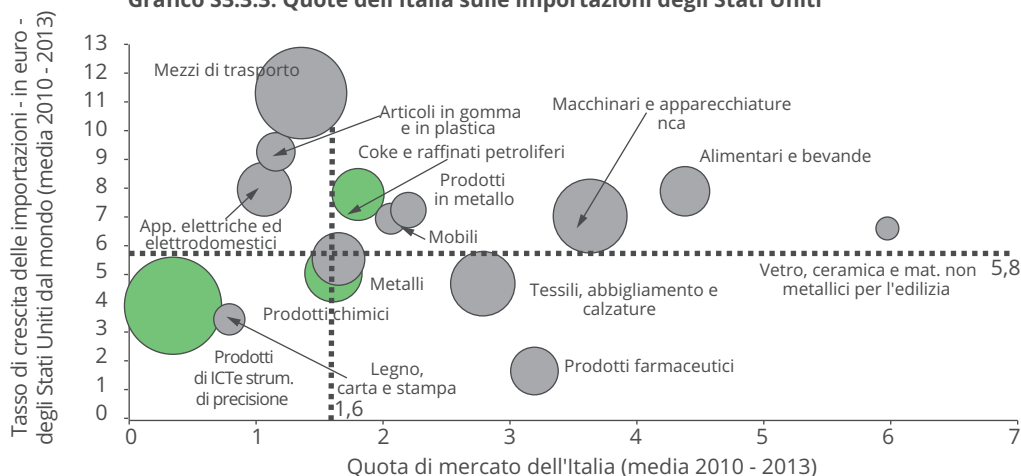 Grafico S3.3.3. Quote dell'Italia sulle importazioni degli Stati Uniti
Tasso di crescita delle importazioni - in euro -
degli Stati Uniti dal mondo (media 2010 - 2013)
13
12
11
10
9
8
7
6
5
4
3
2
1
0
Mezzi di trasporto
Articoli in gomma
e in plastica
Coke e raffinati petroliferi
Macchinari e apparecchiature
nca
Alimentari e bevande
Prodotti
in metallo
App. elettriche ed
elettrodomestici
Mobili
5,8
Vetro, ceramica e mat. non
metallici per l'edilizia
Metalli
Tessili, abbigliamento e
calzature
Prodotti chimici
Prodotti
di ICTe strum.
di precisione
Legno,
carta e stampa
Prodotti farmaceutici
1,6
0 1 2 3 4 5 6 7
Quota di mercato dell'Italia (media 2010 - 2013)